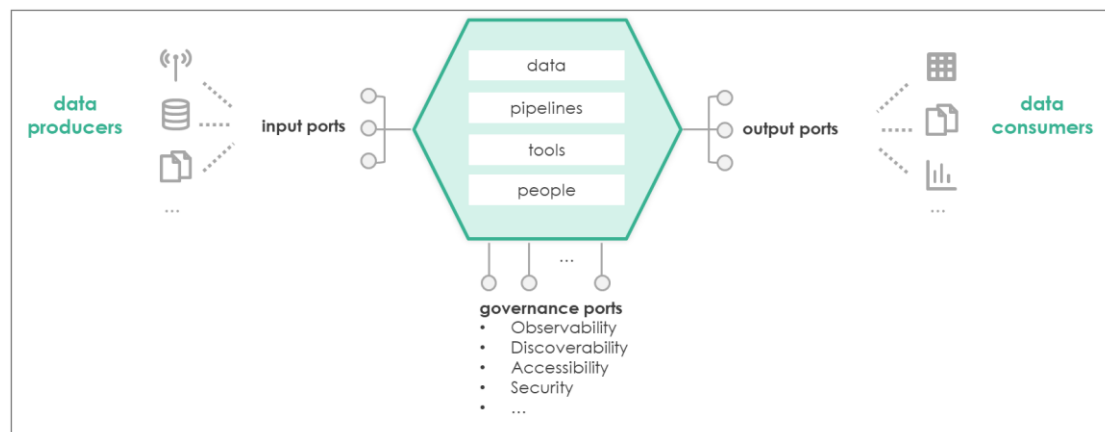 data
producers
...
input ports
data
pipelines
tools
people
output ports
data
consumers
...
...
governance ports
• Observability
• Discoverability
• Accessibility
• Security
• ...